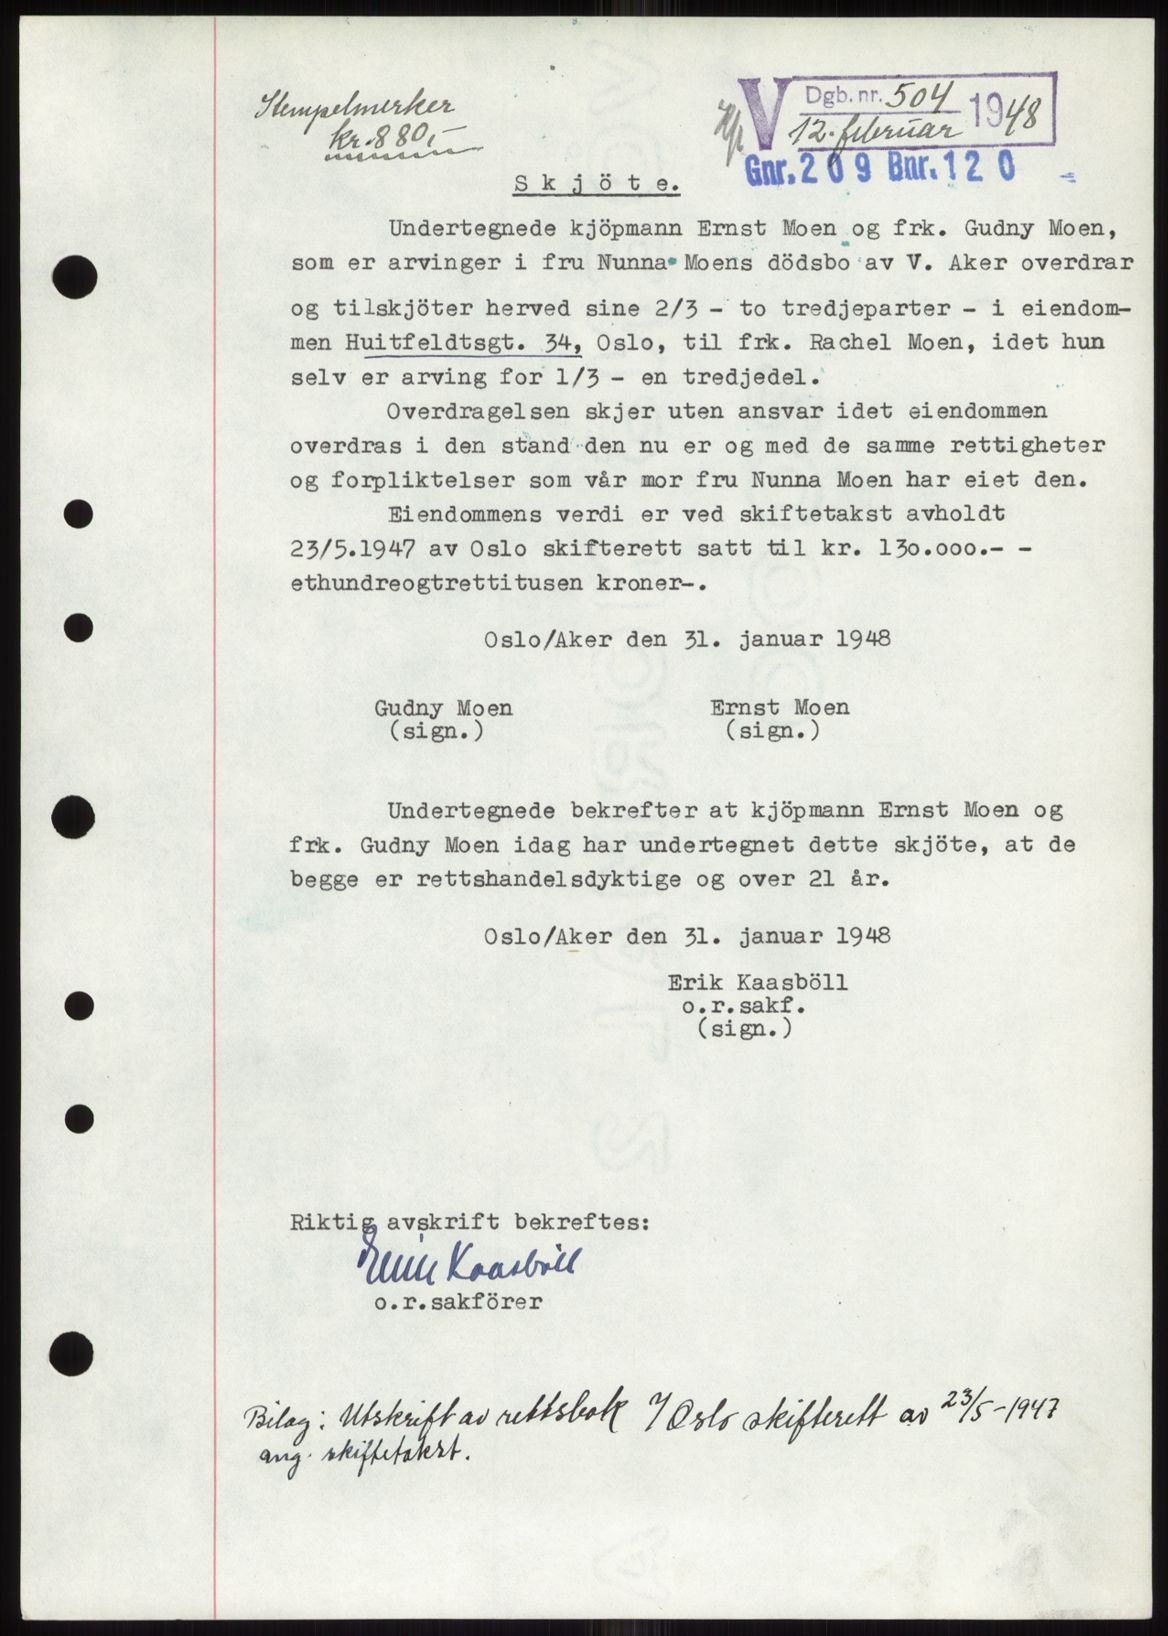 Stempelmerker
kr. 880,-
V Dgb. nr. 504 1948
12. februar
Gnr. 209 Bnr. 120
Skjöte.
Undertegnede kjöpmann Ernst Moen og frk. Gudny Moen,
som er arvinger i fru Nunna Moens dödsbo av V. Aker overdrar
og tilskjöter herved sine 2/3 - to tredjeparter - i eiendom-
men Huitfeldtsgt. 34, Oslo, til frk. Rachel Moen, idet hun
selv er arving for 1/3 - en tredjedel.
Overdragelsen skjer uten ansvar idet eiendommen
overdras i den stand den nu er og med de samme rettigheter
og forpliktelser som vår mor fru Nunna Moen har eiet den.
Eiendommens verdi er ved skiftetakst avholdt
23/5.1947 av Oslo skifterett satt til kr. 130.000.- -
ethundreogtrettitusen kroner-.
Oslo/Aker den 31. januar 1948
Gudny Moen Ernst Moen
(sign.) (sign.)
Undertegnede bekrefter at kjöpmann Ernst Moen og
frk. Gudny Moen idag har undertegnet dette skjöte, at de
begge er rettshandelsdyktige og over 21 år.
Oslo/Aker den 31. januar 1948
Erik Kaasböll
o.r.sakf.
(sign.)
Riktig avskrift bekreftes:
Erik Kaasböll
o.r.sakförer
Bilag: Utskrift av rettsbok / Oslo skifterett av 23/5-1947
ang. skiftetakst.